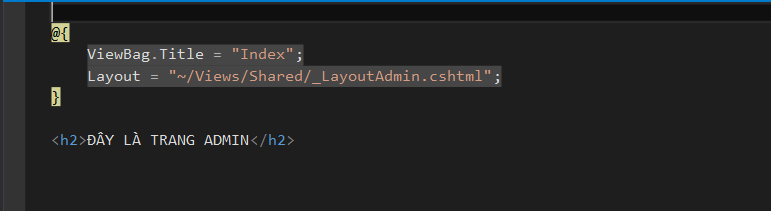 @{
ViewBag.Title = "Index";
Layout = "~/Views/Shared/_LayoutAdmin.cshtml";
}
<h2>ĐÂY LÀ TRANG ADMIN</h2>